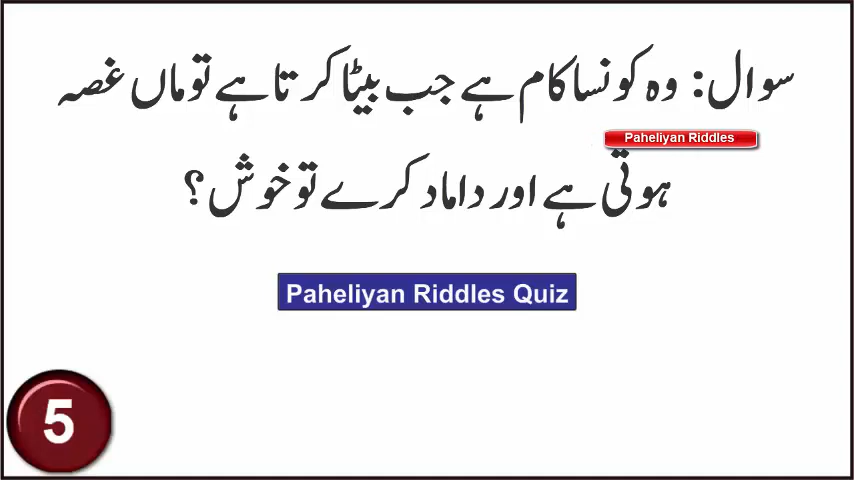 سوال: وہ کونسا کام ہے جب بیٹا کرتا ہے تو ماں غصہ
Paheliyan Riddles
ہوتی ہے اور داماد کرے تو خوش؟
Paheliyan Riddles Quiz
5